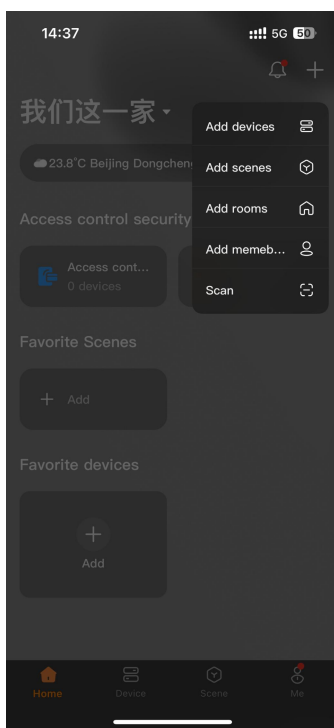 14:37
5G 50
我们这一家
23.8°C Beijing Dongchen
Access control security
Access cont...
0 devices
Favorite Scenes
Add
Favorite devices
Add
Add devices
Add scenes
Add rooms
Add memeb...
Scan
Home
Device
Scene
Me